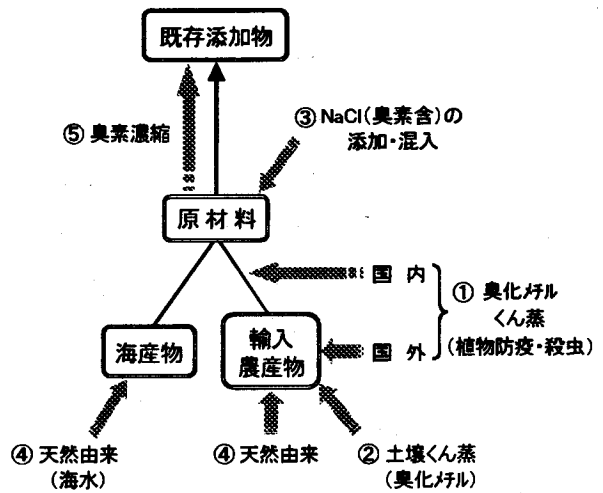 既存添加物
⑤ 臭素濃縮
③ NaCl(臭素含)の
添加・混入
原材料
国 内
① 臭化メチル
くん蒸
(植物防疫・殺虫)
海産物
輸入
農産物
国 外
④ 天然由来
(海水)
④ 天然由来
② 土壌くん蒸
(臭化メチル)